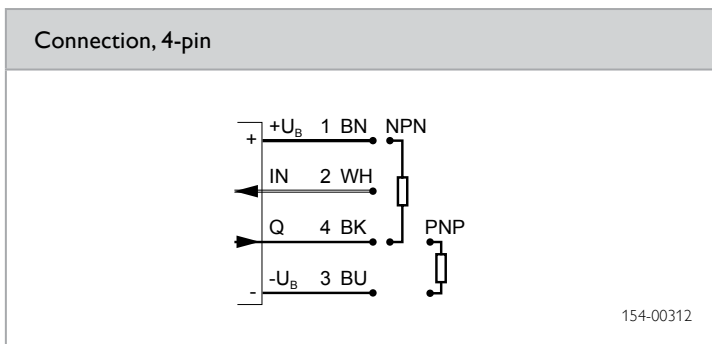 Connection, 4-pin
+U_B 1 BN NPN
+
IN 2 WH
Q 4 BK PNP
-U_B 3 BU
-
154-00312